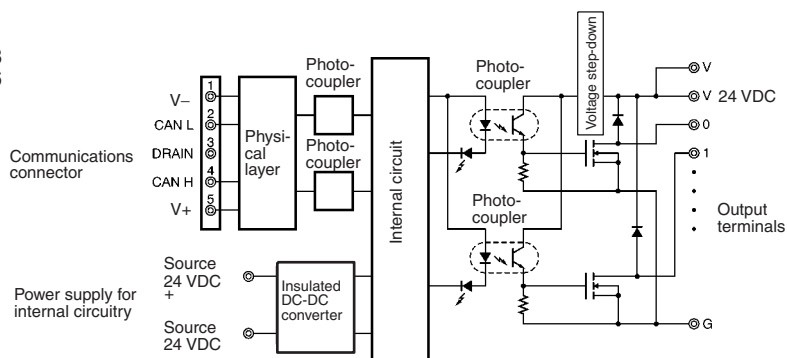 Communications
connector
V–
CAN L
DRAIN
CAN H
V+
1
2
3
4
5
Physi-
cal
layer
Photo-
coupler
Photo-
coupler
Internal circuit
Photo-
coupler
Photo-
coupler
Voltage step-down
V
V 24 VDC
0
1
Output
terminals
G
Power supply for
internal circuitry
Source
24 VDC
+
Source
24 VDC
Insulated
DC-DC
converter